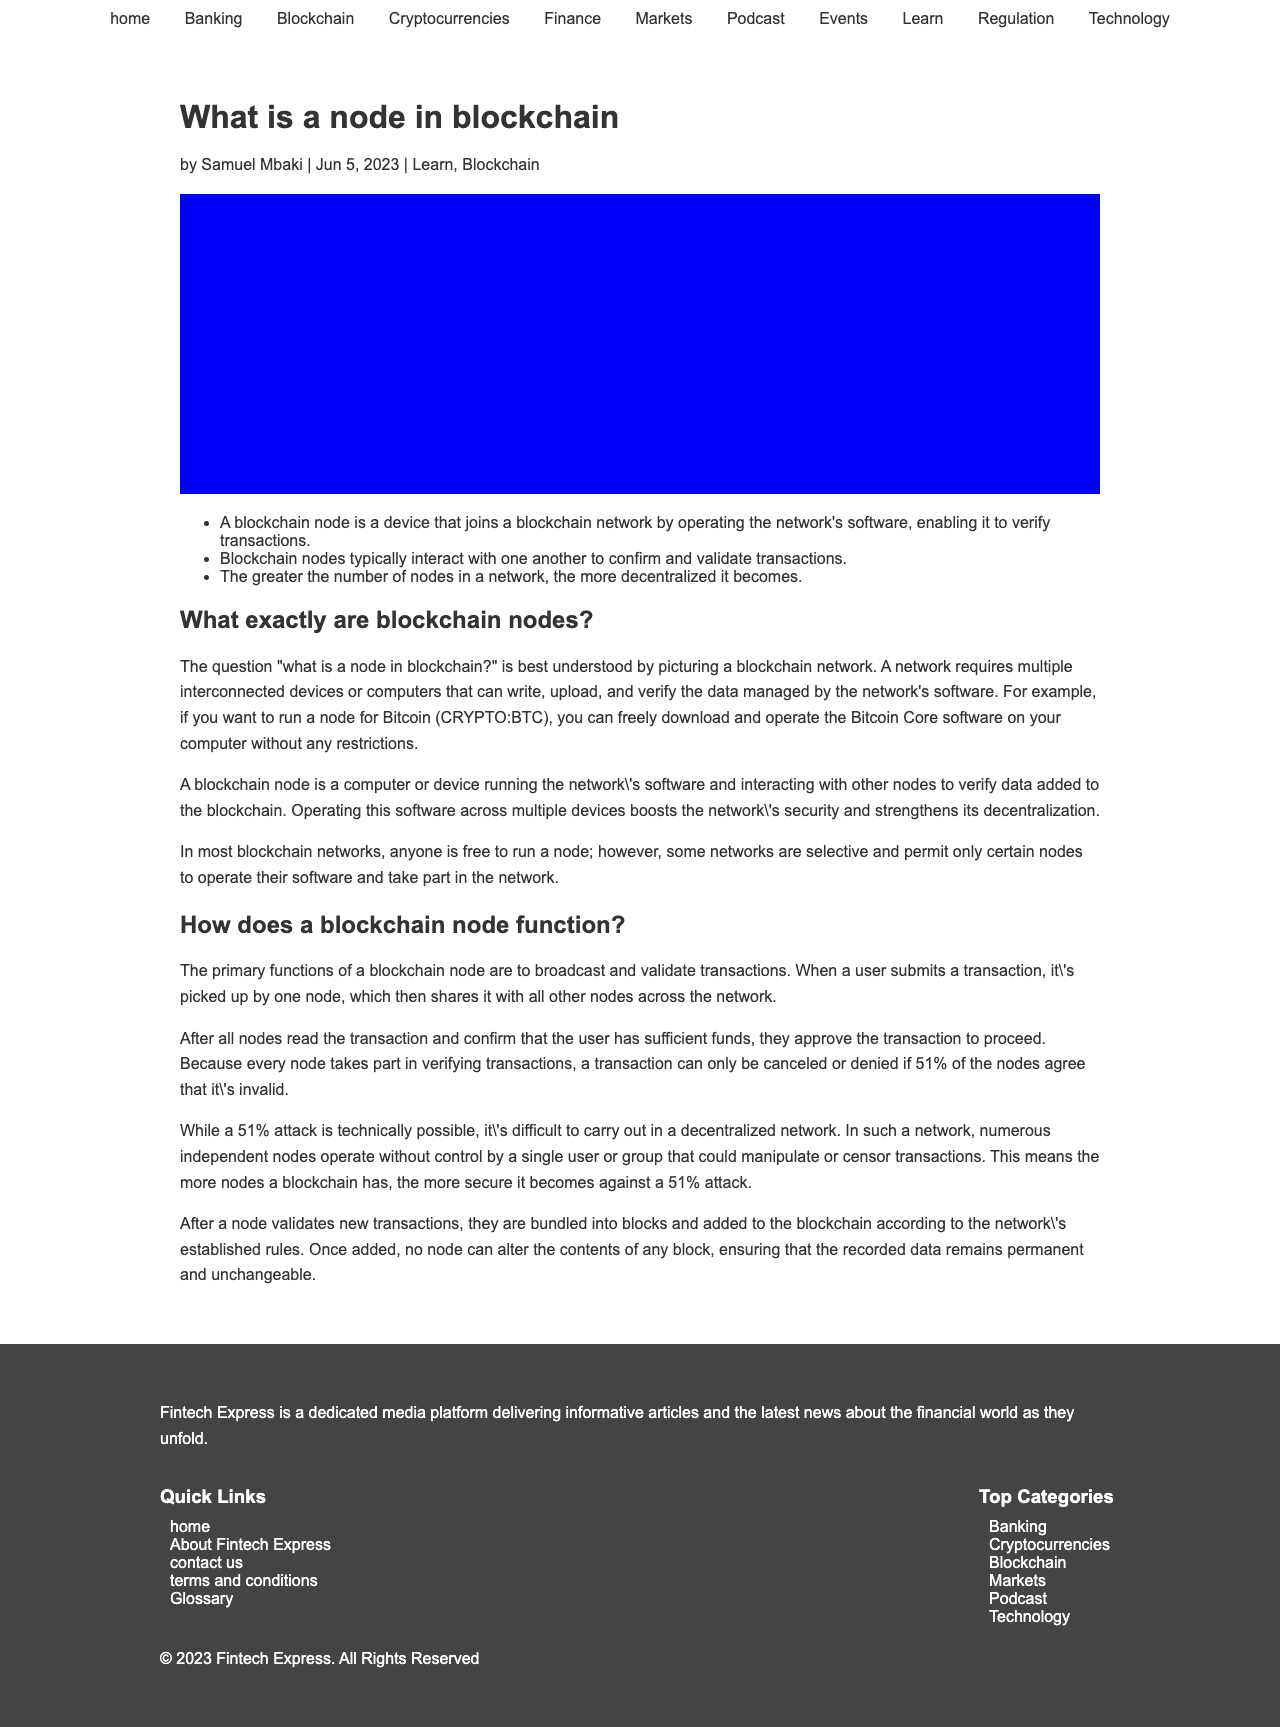 home Banking Blockchain Cryptocurrencies Finance Markets Podcast Events Learn Regulation Technology
What is a node in blockchain
by Samuel Mbaki | Jun 5, 2023 | Learn, Blockchain
• A blockchain node is a device that joins a blockchain network by operating the network's software, enabling it to verify
transactions.
• Blockchain nodes typically interact with one another to confirm and validate transactions.
• The greater the number of nodes in a network, the more decentralized it becomes.
What exactly are blockchain nodes?
The question "what is a node in blockchain?" is best understood by picturing a blockchain network. A network requires multiple
interconnected devices or computers that can write, upload, and verify the data managed by the network's software. For example,
if you want to run a node for Bitcoin (CRYPTO:BTC), you can freely download and operate the Bitcoin Core software on your
computer without any restrictions.
A blockchain node is a computer or device running the network\'s software and interacting with other nodes to verify data added to
the blockchain. Operating this software across multiple devices boosts the network\'s security and strengthens its decentralization.
In most blockchain networks, anyone is free to run a node; however, some networks are selective and permit only certain nodes
to operate their software and take part in the network.
How does a blockchain node function?
The primary functions of a blockchain node are to broadcast and validate transactions. When a user submits a transaction, it\'s
picked up by one node, which then shares it with all other nodes across the network.
After all nodes read the transaction and confirm that the user has sufficient funds, they approve the transaction to proceed.
Because every node takes part in verifying transactions, a transaction can only be canceled or denied if 51% of the nodes agree
that it\'s invalid.
While a 51% attack is technically possible, it\'s difficult to carry out in a decentralized network. In such a network, numerous
independent nodes operate without control by a single user or group that could manipulate or censor transactions. This means the
more nodes a blockchain has, the more secure it becomes against a 51% attack.
After a node validates new transactions, they are bundled into blocks and added to the blockchain according to the network\'s
established rules. Once added, no node can alter the contents of any block, ensuring that the recorded data remains permanent
and unchangeable.
Fintech Express is a dedicated media platform delivering informative articles and the latest news about the financial world as they
unfold.
Quick Links
home
About Fintech Express
contact us
terms and conditions
Glossary
Top Categories
Banking
Cryptocurrencies
Blockchain
Markets
Podcast
Technology
© 2023 Fintech Express. All Rights Reserved